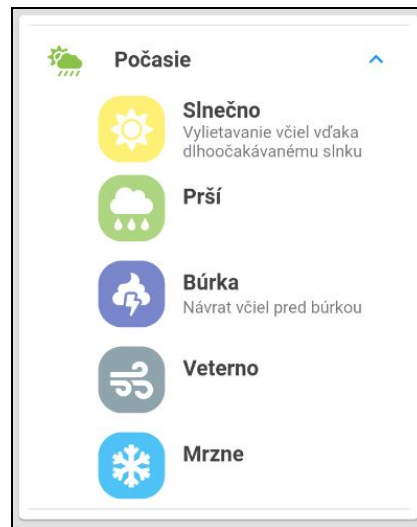 Počasie
Slnečno
Vylietavanie včiel vďaka
dlhoočakávanému slnku
Prší
Búrka
Návrat včiel pred búrkou
Veterno
Mrzne